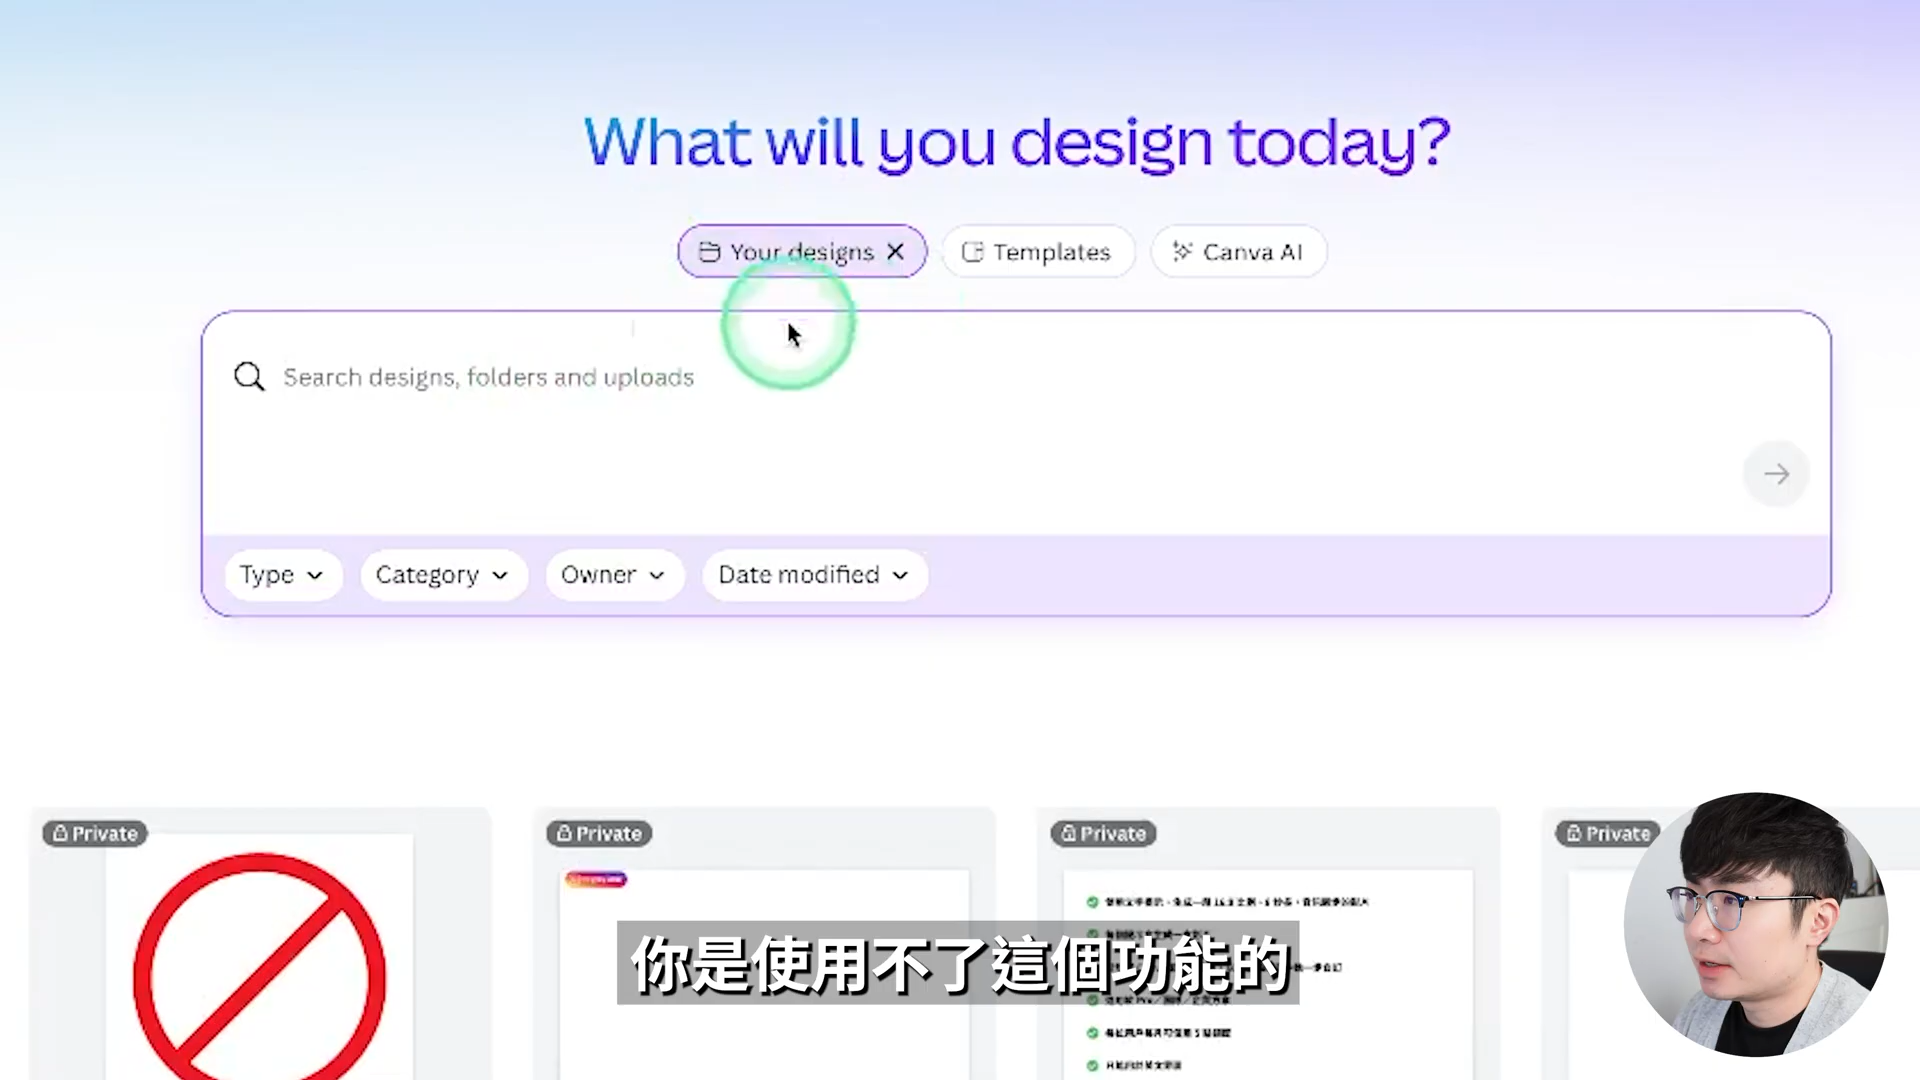 What will you design today?
Your designs
Templates
Canva AI
Search designs, folders and uploads
Type
Category
Owner
Date modified
Private
Private
Private
Private
你是使用不了這個功能的